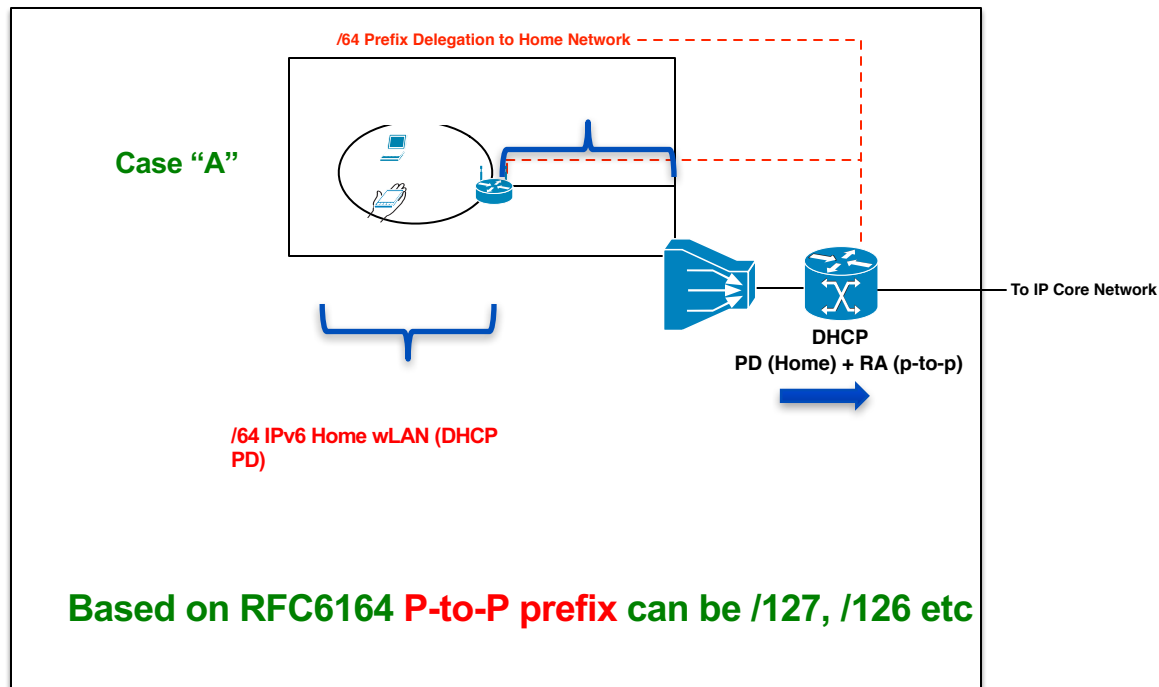 /64 Prefix Delegation to Home Network
Case “A”
To IP Core Network
DHCP
PD (Home) + RA (p-to-p)
/64 IPv6 Home wLAN (DHCP
PD)
Based on RFC6164 P-to-P prefix can be /127, /126 etc